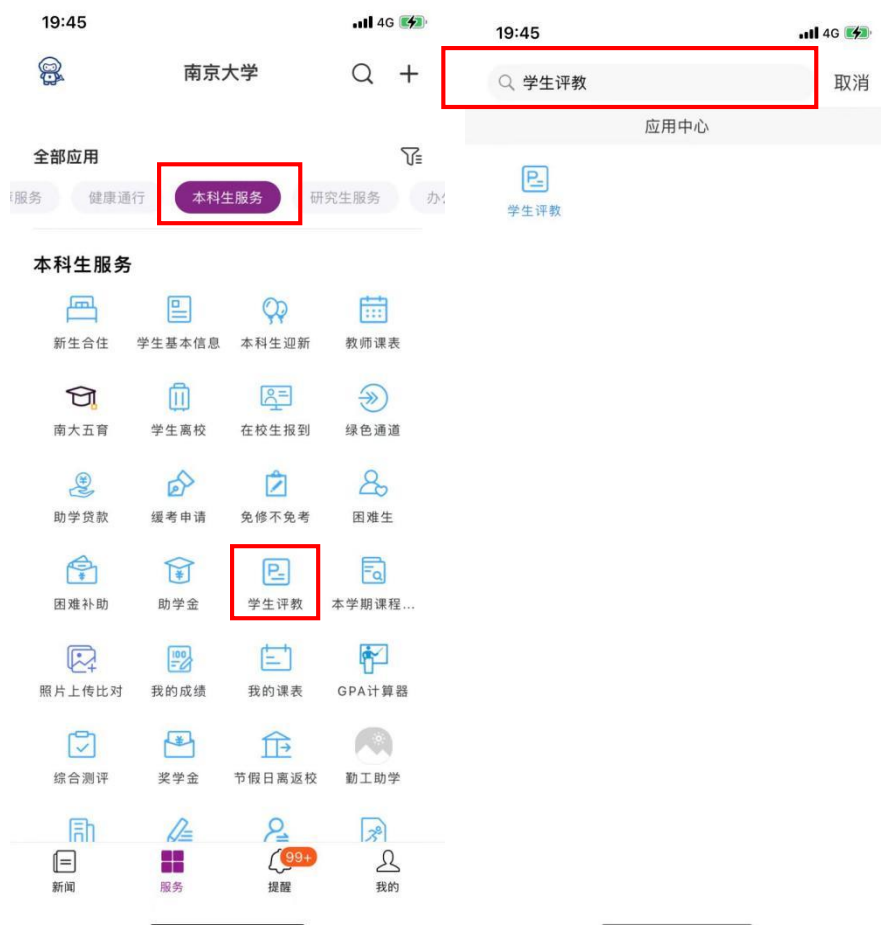 19:45
4G
南京大学
全部应用
服务
健康通行
本科生服务
研究生服务
本科生服务
新生合住
学生基本信息
本科生迎新
教师课表
南大五育
学生离校
在校生报到
绿色通道
助学贷款
缓考申请
免修不免考
困难生
困难补助
助学金
学生评教
本学期课程...
照片上传比对
我的成绩
我的课表
GPA计算器
综合测评
奖学金
节假日离返校
勤工助学
99+
新闻
服务
提醒
我的
19:45
4G
学生评教
取消
应用中心
学生评教